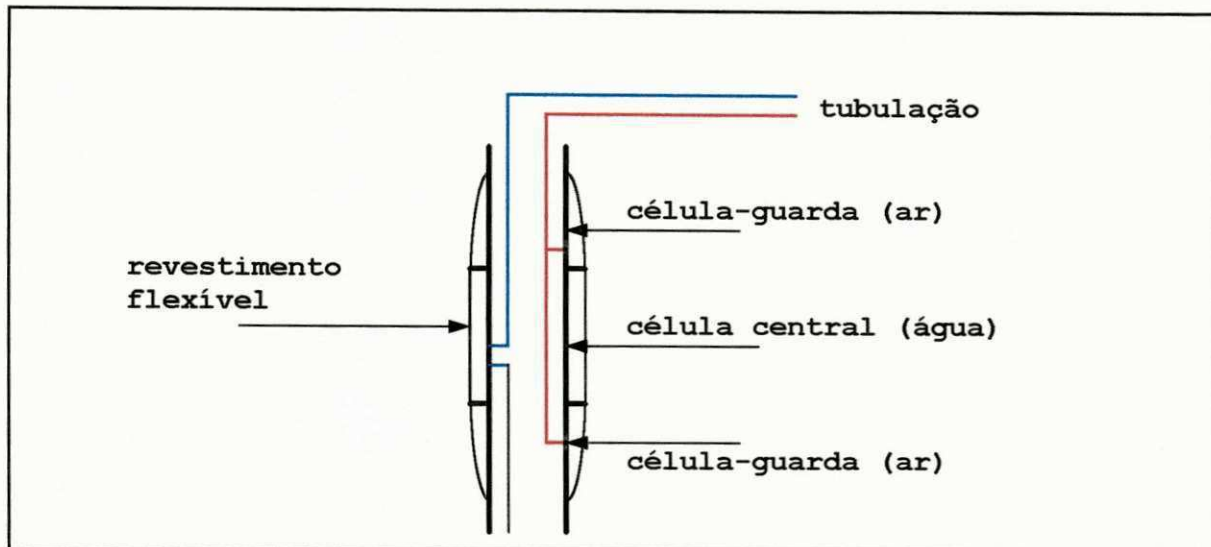 tubulação
célula-guarda (ar)
revestimento
flexível
célula central (água)
célula-guarda (ar)